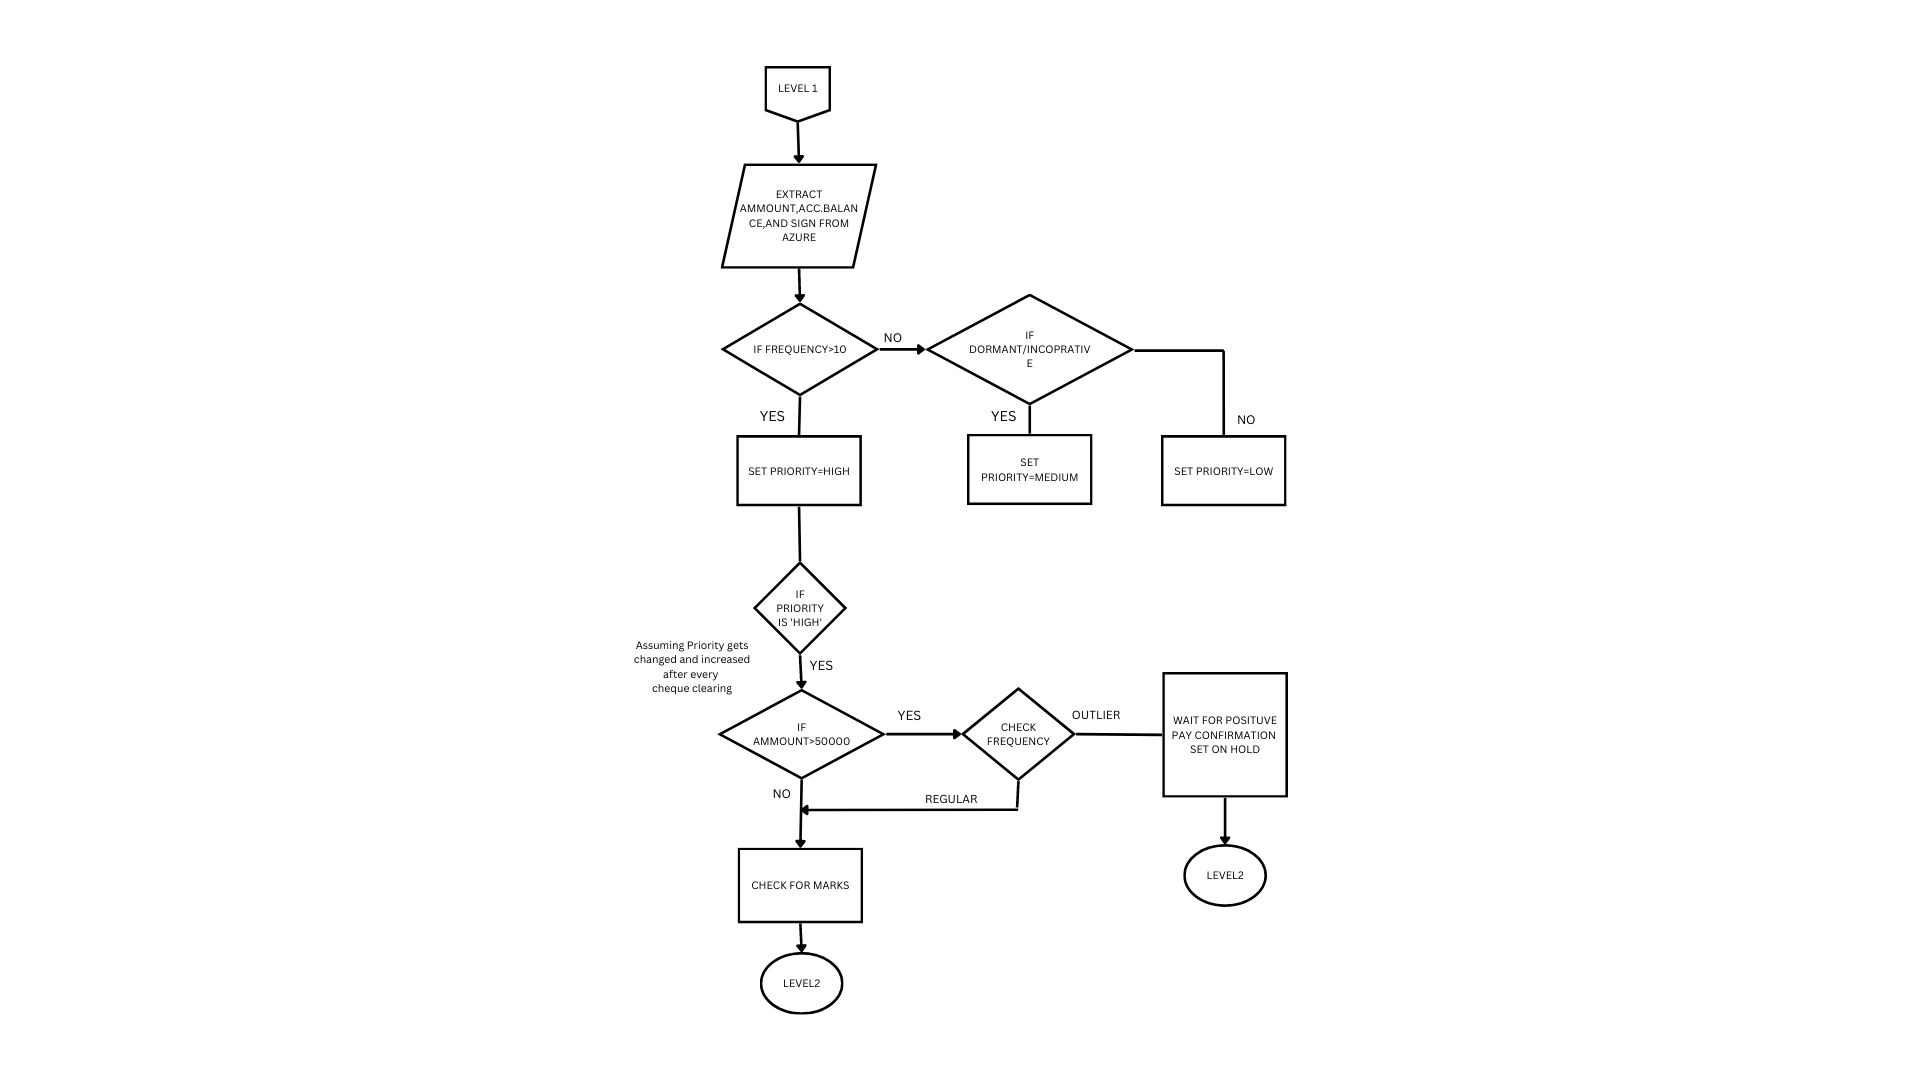 LEVEL 1
EXTRACT
AMMOUNT,ACC.BALAN
CE,AND SIGN FROM
AZURE
IF FREQUENCY>10
NO
IF
DORMANT/INCOPRATIV
E
YES
YES
NO
SET PRIORITY=HIGH
SET
PRIORITY=MEDIUM
SET PRIORITY=LOW
IF
PRIORITY
IS 'HIGH'
Assuming Priority gets
changed and increased
after every
cheque clearing
YES
IF
AMMOUNT>50000
YES
CHECK
FREQUENCY
OUTLIER
WAIT FOR POSITUVE
PAY CONFIRMATION
SET ON HOLD
NO
REGULAR
CHECK FOR MARKS
LEVEL2
LEVEL2